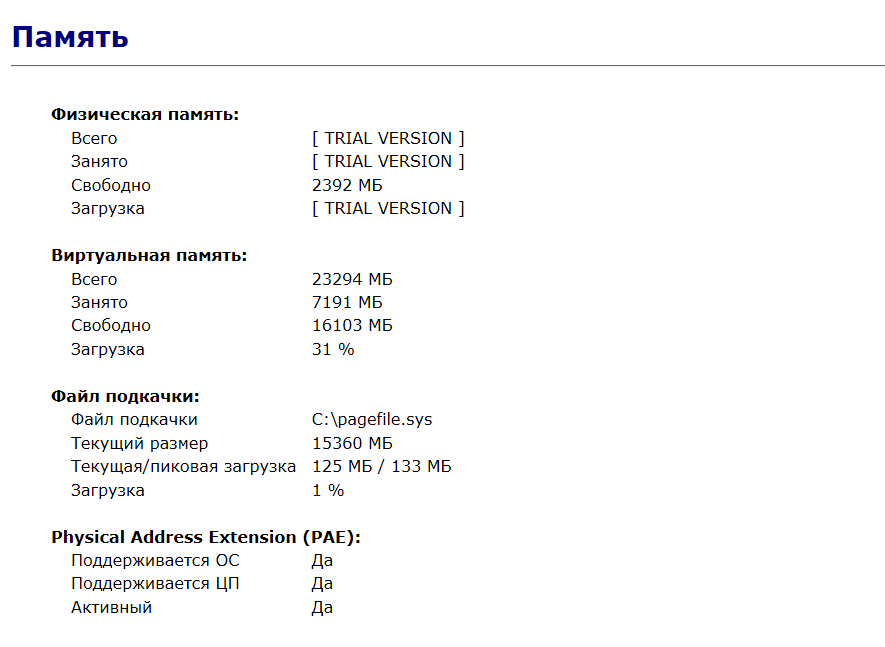 Память
Физическая память:
Всего [ TRIAL VERSION ]
Занято [ TRIAL VERSION ]
Свободно 2392 МБ
Загрузка [ TRIAL VERSION ]
Виртуальная память:
Всего 23294 МБ
Занято 7191 МБ
Свободно 16103 МБ
Загрузка 31 %
Файл подкачки:
Файл подкачки C:\pagefile.sys
Текущий размер 15360 МБ
Текущая/пиковая загрузка 125 МБ / 133 МБ
Загрузка 1 %
Physical Address Extension (PAE):
Поддерживается ОС Да
Поддерживается ЦП Да
Активный Да